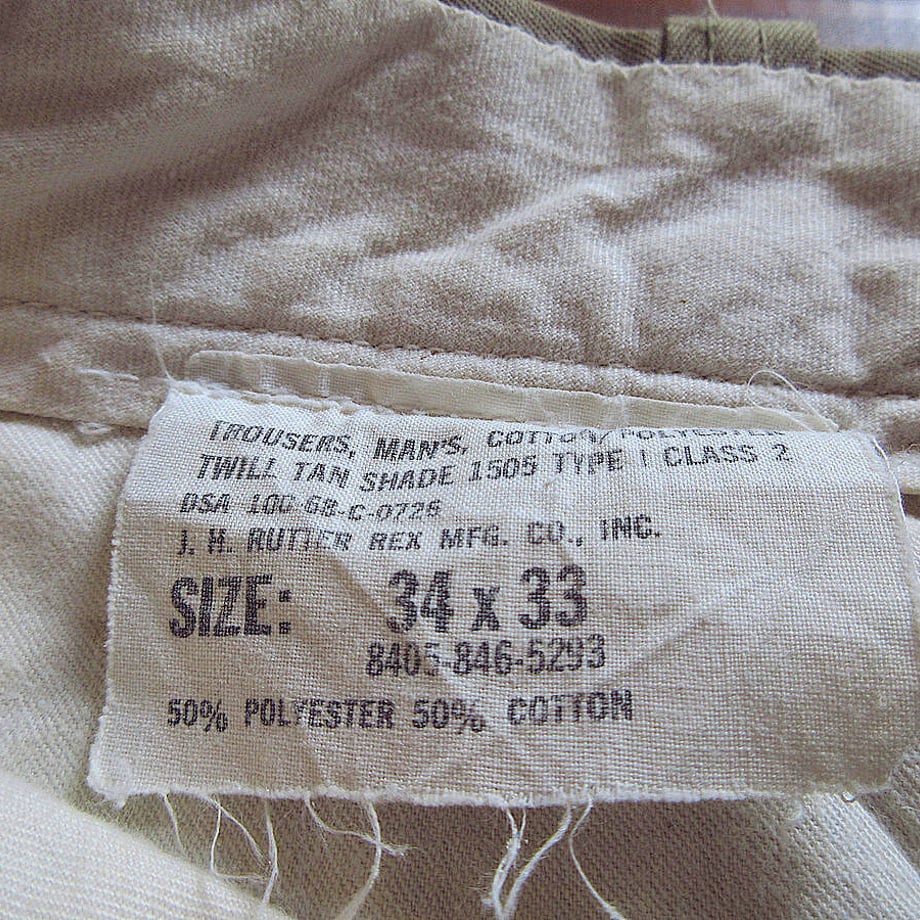 TROUSERS, MAN'S, COTTON/POLYESTER
TWILL TAN SHADE 1505 TYPE I CLASS 2
DSA 100-68-C-0726
J. H. RUTTER REX MFG. CO., INC.
SIZE: 34 x 33
8405-846-5293
50% POLYESTER 50% COTTON